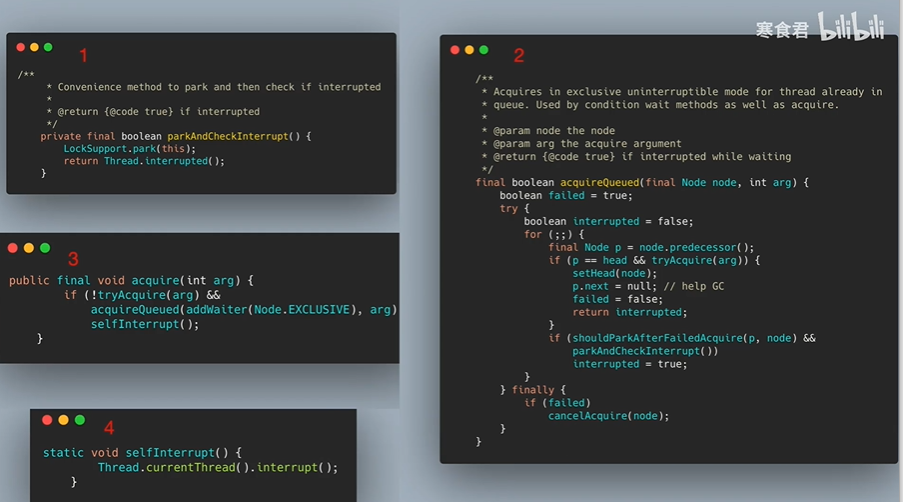 寒食君 bilibili
1
/**
 * Convenience method to park and then check if interrupted
 *
 * @return {@code true} if interrupted
 */
private final boolean parkAndCheckInterrupt() {
    LockSupport.park(this);
    return Thread.interrupted();
}
2
/**
 * Acquires in exclusive uninterruptible mode for thread already in
 * queue. Used by condition wait methods as well as acquire.
 *
 * @param node the node
 * @param arg the acquire argument
 * @return {@code true} if interrupted while waiting
 */
final boolean acquireQueued(final Node node, int arg) {
    boolean failed = true;
    try {
        boolean interrupted = false;
        for (;;) {
            final Node p = node.predecessor();
            if (p == head && tryAcquire(arg)) {
                setHead(node);
                p.next = null; // help GC
                failed = false;
                return interrupted;
            }
            if (shouldParkAfterFailedAcquire(p, node) &&
                parkAndCheckInterrupt())
                interrupted = true;
        }
    } finally {
        if (failed)
            cancelAcquire(node);
    }
}
3
public final void acquire(int arg) {
        if (!tryAcquire(arg) &&
            acquireQueued(addWaiter(Node.EXCLUSIVE), arg)
            selfInterrupt();
    }
4
static void selfInterrupt() {
        Thread.currentThread().interrupt();
    }